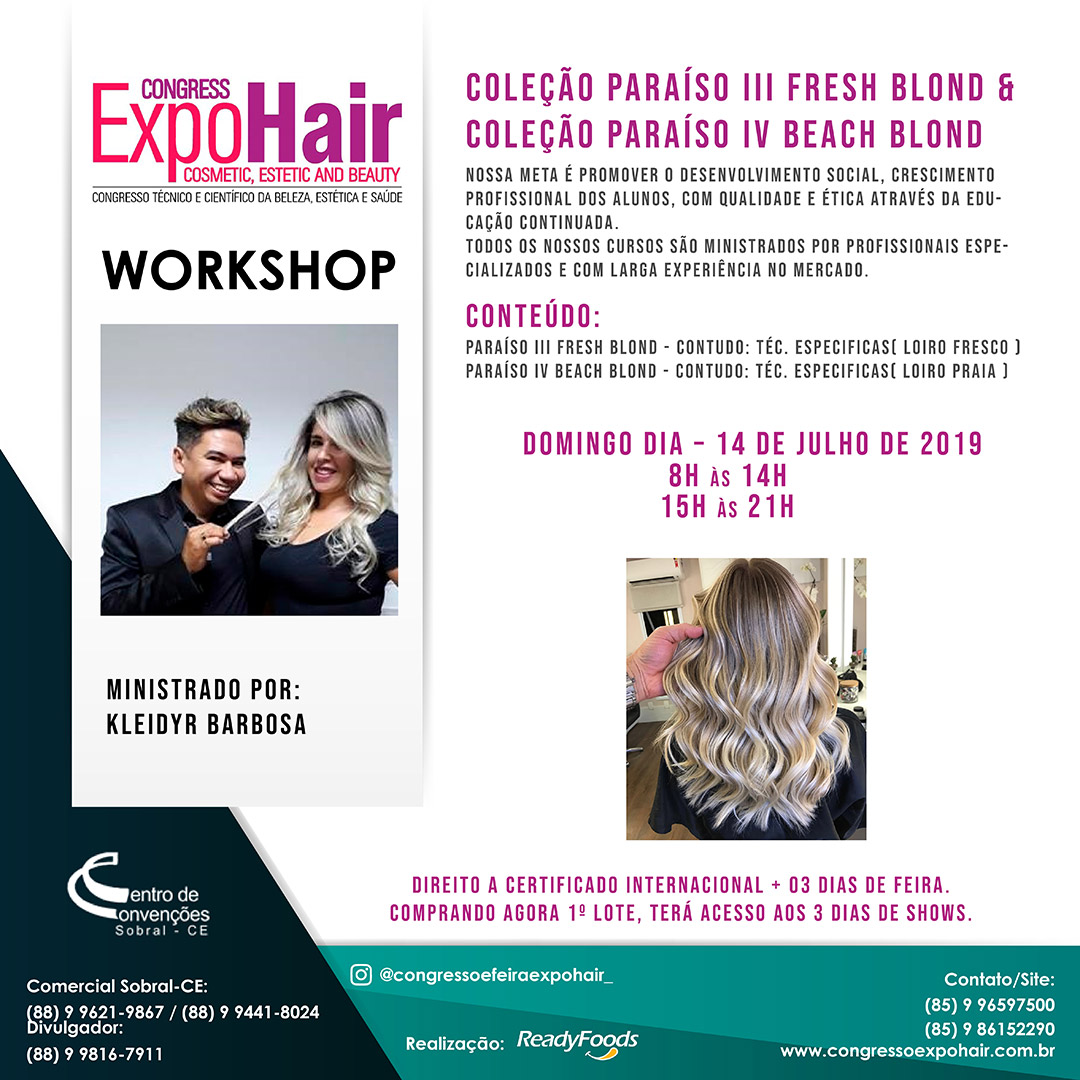 CONGRESS
ExpoHair
COSMETIC, ESTETIC AND BEAUTY
CONGRESSO TÉCNICO E CIENTÍFICO DA BELEZA, ESTÉTICA E SAÚDE
WORKSHOP
MINISTRADO POR:
KLEIDYR BARBOSA
COLEÇÃO PARAÍSO III FRESH BLOND &
COLEÇÃO PARAÍSO IV BEACH BLOND
NOSSA META É PROMOVER O DESENVOLVIMENTO SOCIAL, CRESCIMENTO
PROFISSIONAL DOS ALUNOS, COM QUALIDADE E ÉTICA ATRAVÉS DA EDU-
CAÇÃO CONTINUADA.
TODOS OS NOSSOS CURSOS SÃO MINISTRADOS POR PROFISSIONAIS ESPE-
CIALIZADOS E COM LARGA EXPERIÊNCIA NO MERCADO.
CONTEÚDO:
PARAÍSO III FRESH BLOND - CONTUDO: TÉC. ESPECIFICAS( LOIRO FRESCO )
PARAÍSO IV BEACH BLOND - CONTUDO: TÉC. ESPECIFICAS( LOIRO PRAIA )
DOMINGO DIA – 14 DE JULHO DE 2019
8H ÀS 14H
15H ÀS 21H
DIREITO A CERTIFICADO INTERNACIONAL + 03 DIAS DE FEIRA.
COMPRANDO AGORA 1º LOTE, TERÁ ACESSO AOS 3 DIAS DE SHOWS.
Centro de
Convenções
Sobral - CE
Comercial Sobral-CE:
(88) 9 9621-9867 / (88) 9 9441-8024
Divulgador:
(88) 9 9816-7911
@congressoefeiraexpohair_
Realização: ReadyFoods
Contato/Site:
(85) 9 96597500
(85) 9 86152290
www.congressoexpohair.com.br